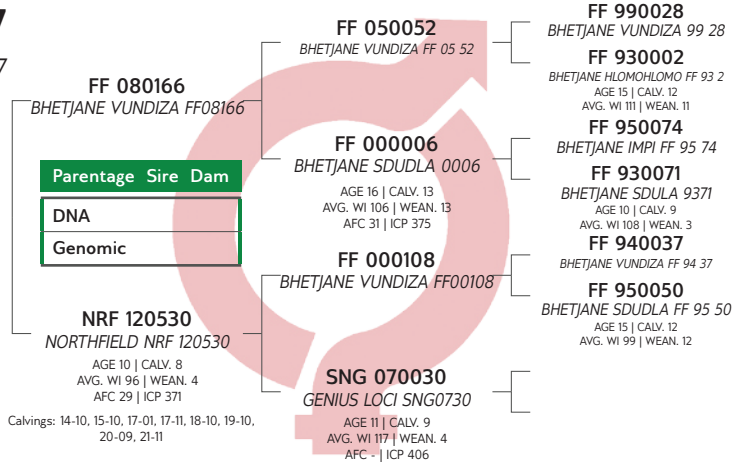 7
7
FF 080166
BHETJANE VUNDIZA FF08166
Parentage Sire Dam
DNA
Genomic
NRF 120530
NORTHFIELD NRF 120530
AGE 10 | CALV. 8
AVG. WI 96 | WEAN. 4
AFC 29 | ICP 371
Calvings: 14-10, 15-10, 17-01, 17-11, 18-10, 19-10,
20-09, 21-11
FF 050052
BHETJANE VUNDIZA FF 05 52
FF 000006
BHETJANE SDUDLA 0006
AGE 16 | CALV. 13
AVG. WI 106 | WEAN. 13
AFC 31 | ICP 375
FF 000108
BHETJANE VUNDIZA FF00108
SNG 070030
GENIUS LOCI SNG0730
AGE 11 | CALV. 9
AVG. WI 117 | WEAN. 4
AFC - | ICP 406
FF 990028
BHETJANE VUNDIZA 99 28
FF 930002
BHETJANE HLOMOHLOMO FF 93 2
AGE 15 | CALV. 12
AVG. WI 111 | WEAN. 11
FF 950074
BHETJANE IMPI FF 95 74
FF 930071
BHETJANE SDULA 9371
AGE 10 | CALV. 9
AVG. WI 108 | WEAN. 3
FF 940037
BHETJANE VUNDIZA FF 94 37
FF 950050
BHETJANE SDUDLA FF 95 50
AGE 15 | CALV. 12
AVG. WI 99 | WEAN. 12